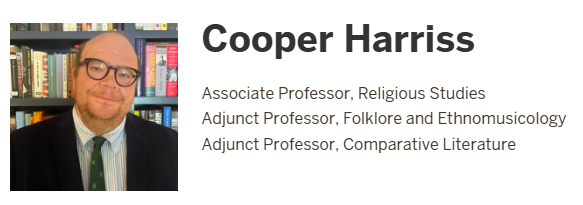 Cooper Harriss
Associate Professor, Religious Studies
Adjunct Professor, Folklore and Ethnomusicology
Adjunct Professor, Comparative Literature